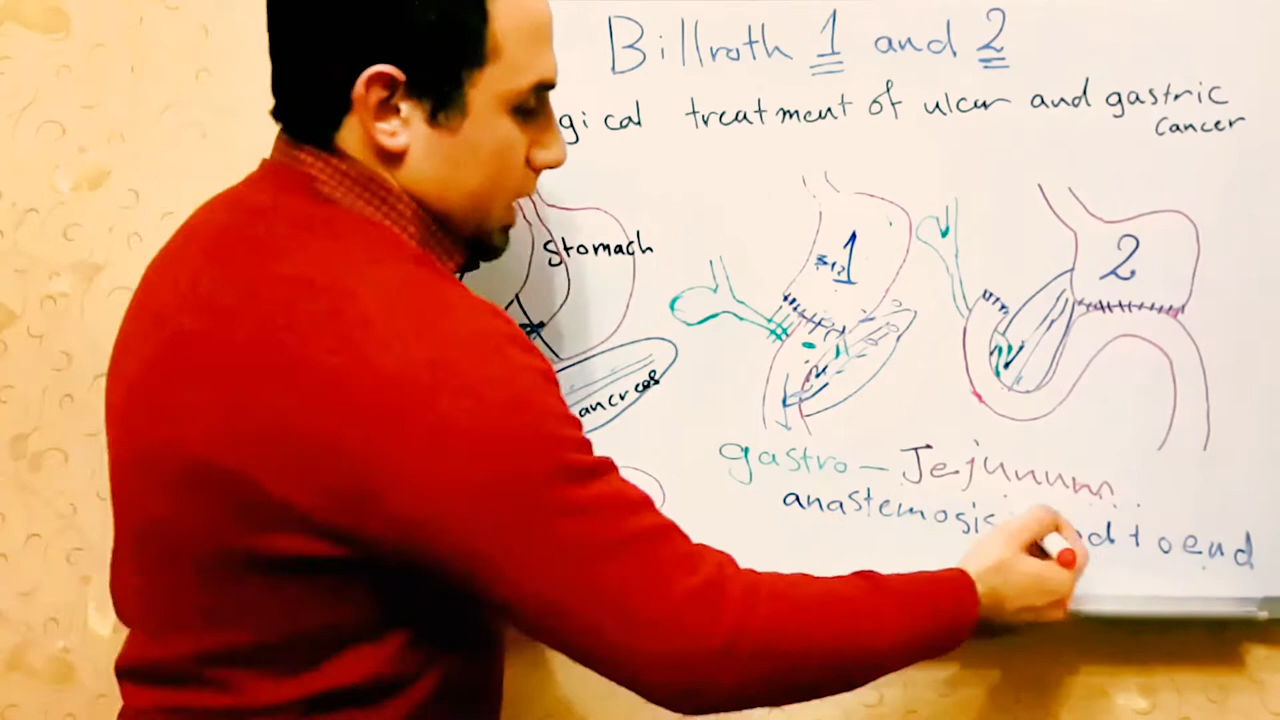 Billroth 1 and 2
gical treatment of ulcer and gastric
cancer
stomach
1
2
ancreas
gastro-Jejunum
anastemosis
d to end